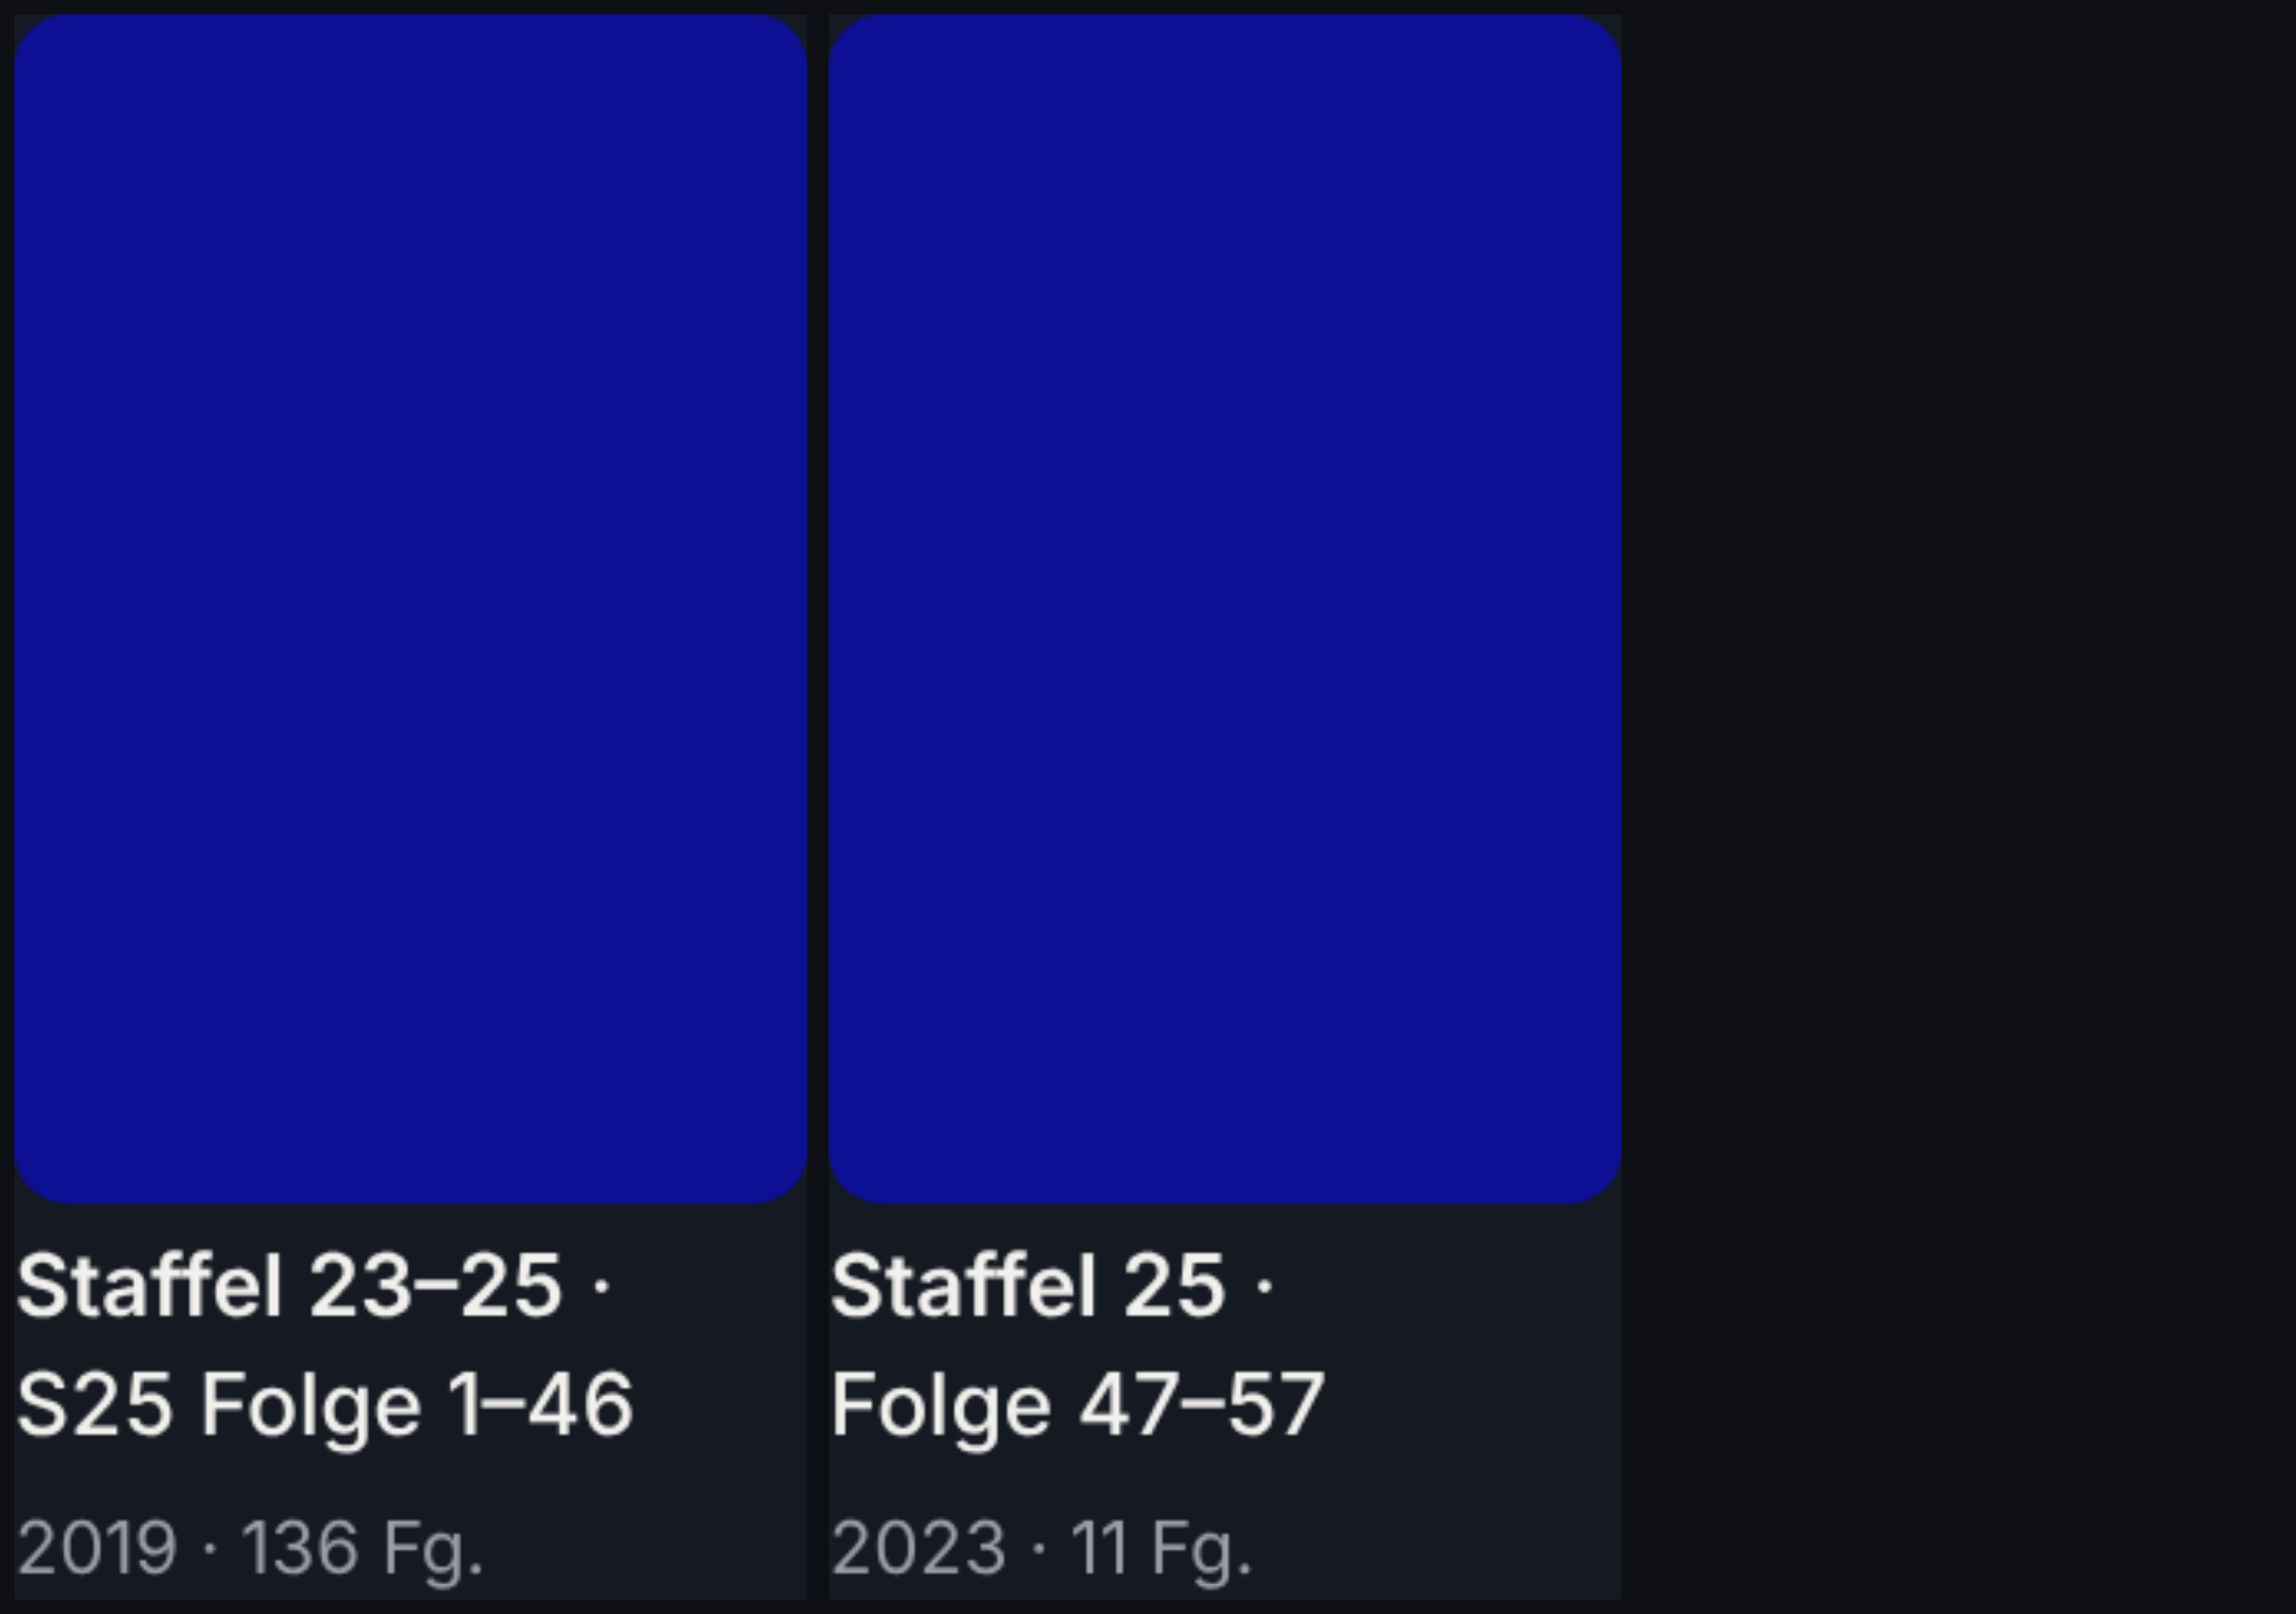 Staffel 23–25 ·
S25 Folge 1–46
2019 · 136 Fg.
Staffel 25 ·
Folge 47–57
2023 · 11 Fg.